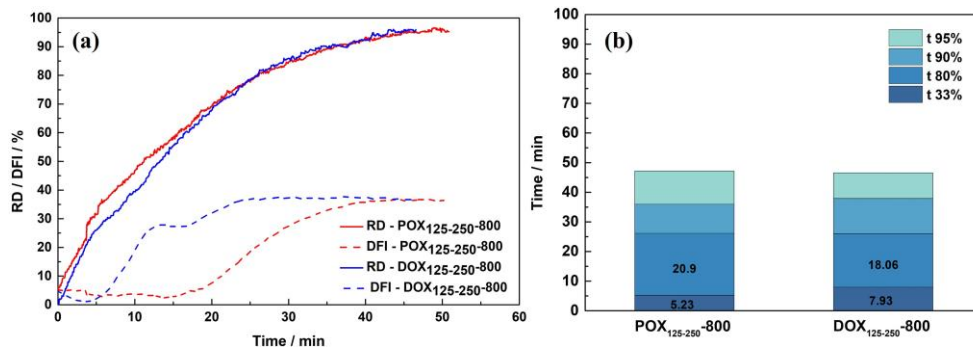 (a)
RD / DFI / %
100
90
80
70
60
50
40
30
20
10
0
RD - POX125-250-800
DFI - POX125-250-800
RD - DOX125-250-800
DFI - DOX125-250-800
0 10 20 30 40 50 60
Time / min
(b)
Time / min
100
90
80
70
60
50
40
30
20
10
0
t 95%
t 90%
t 80%
t 33%
20.9 18.06
5.23 7.93
POX125-250-800 DOX125-250-800